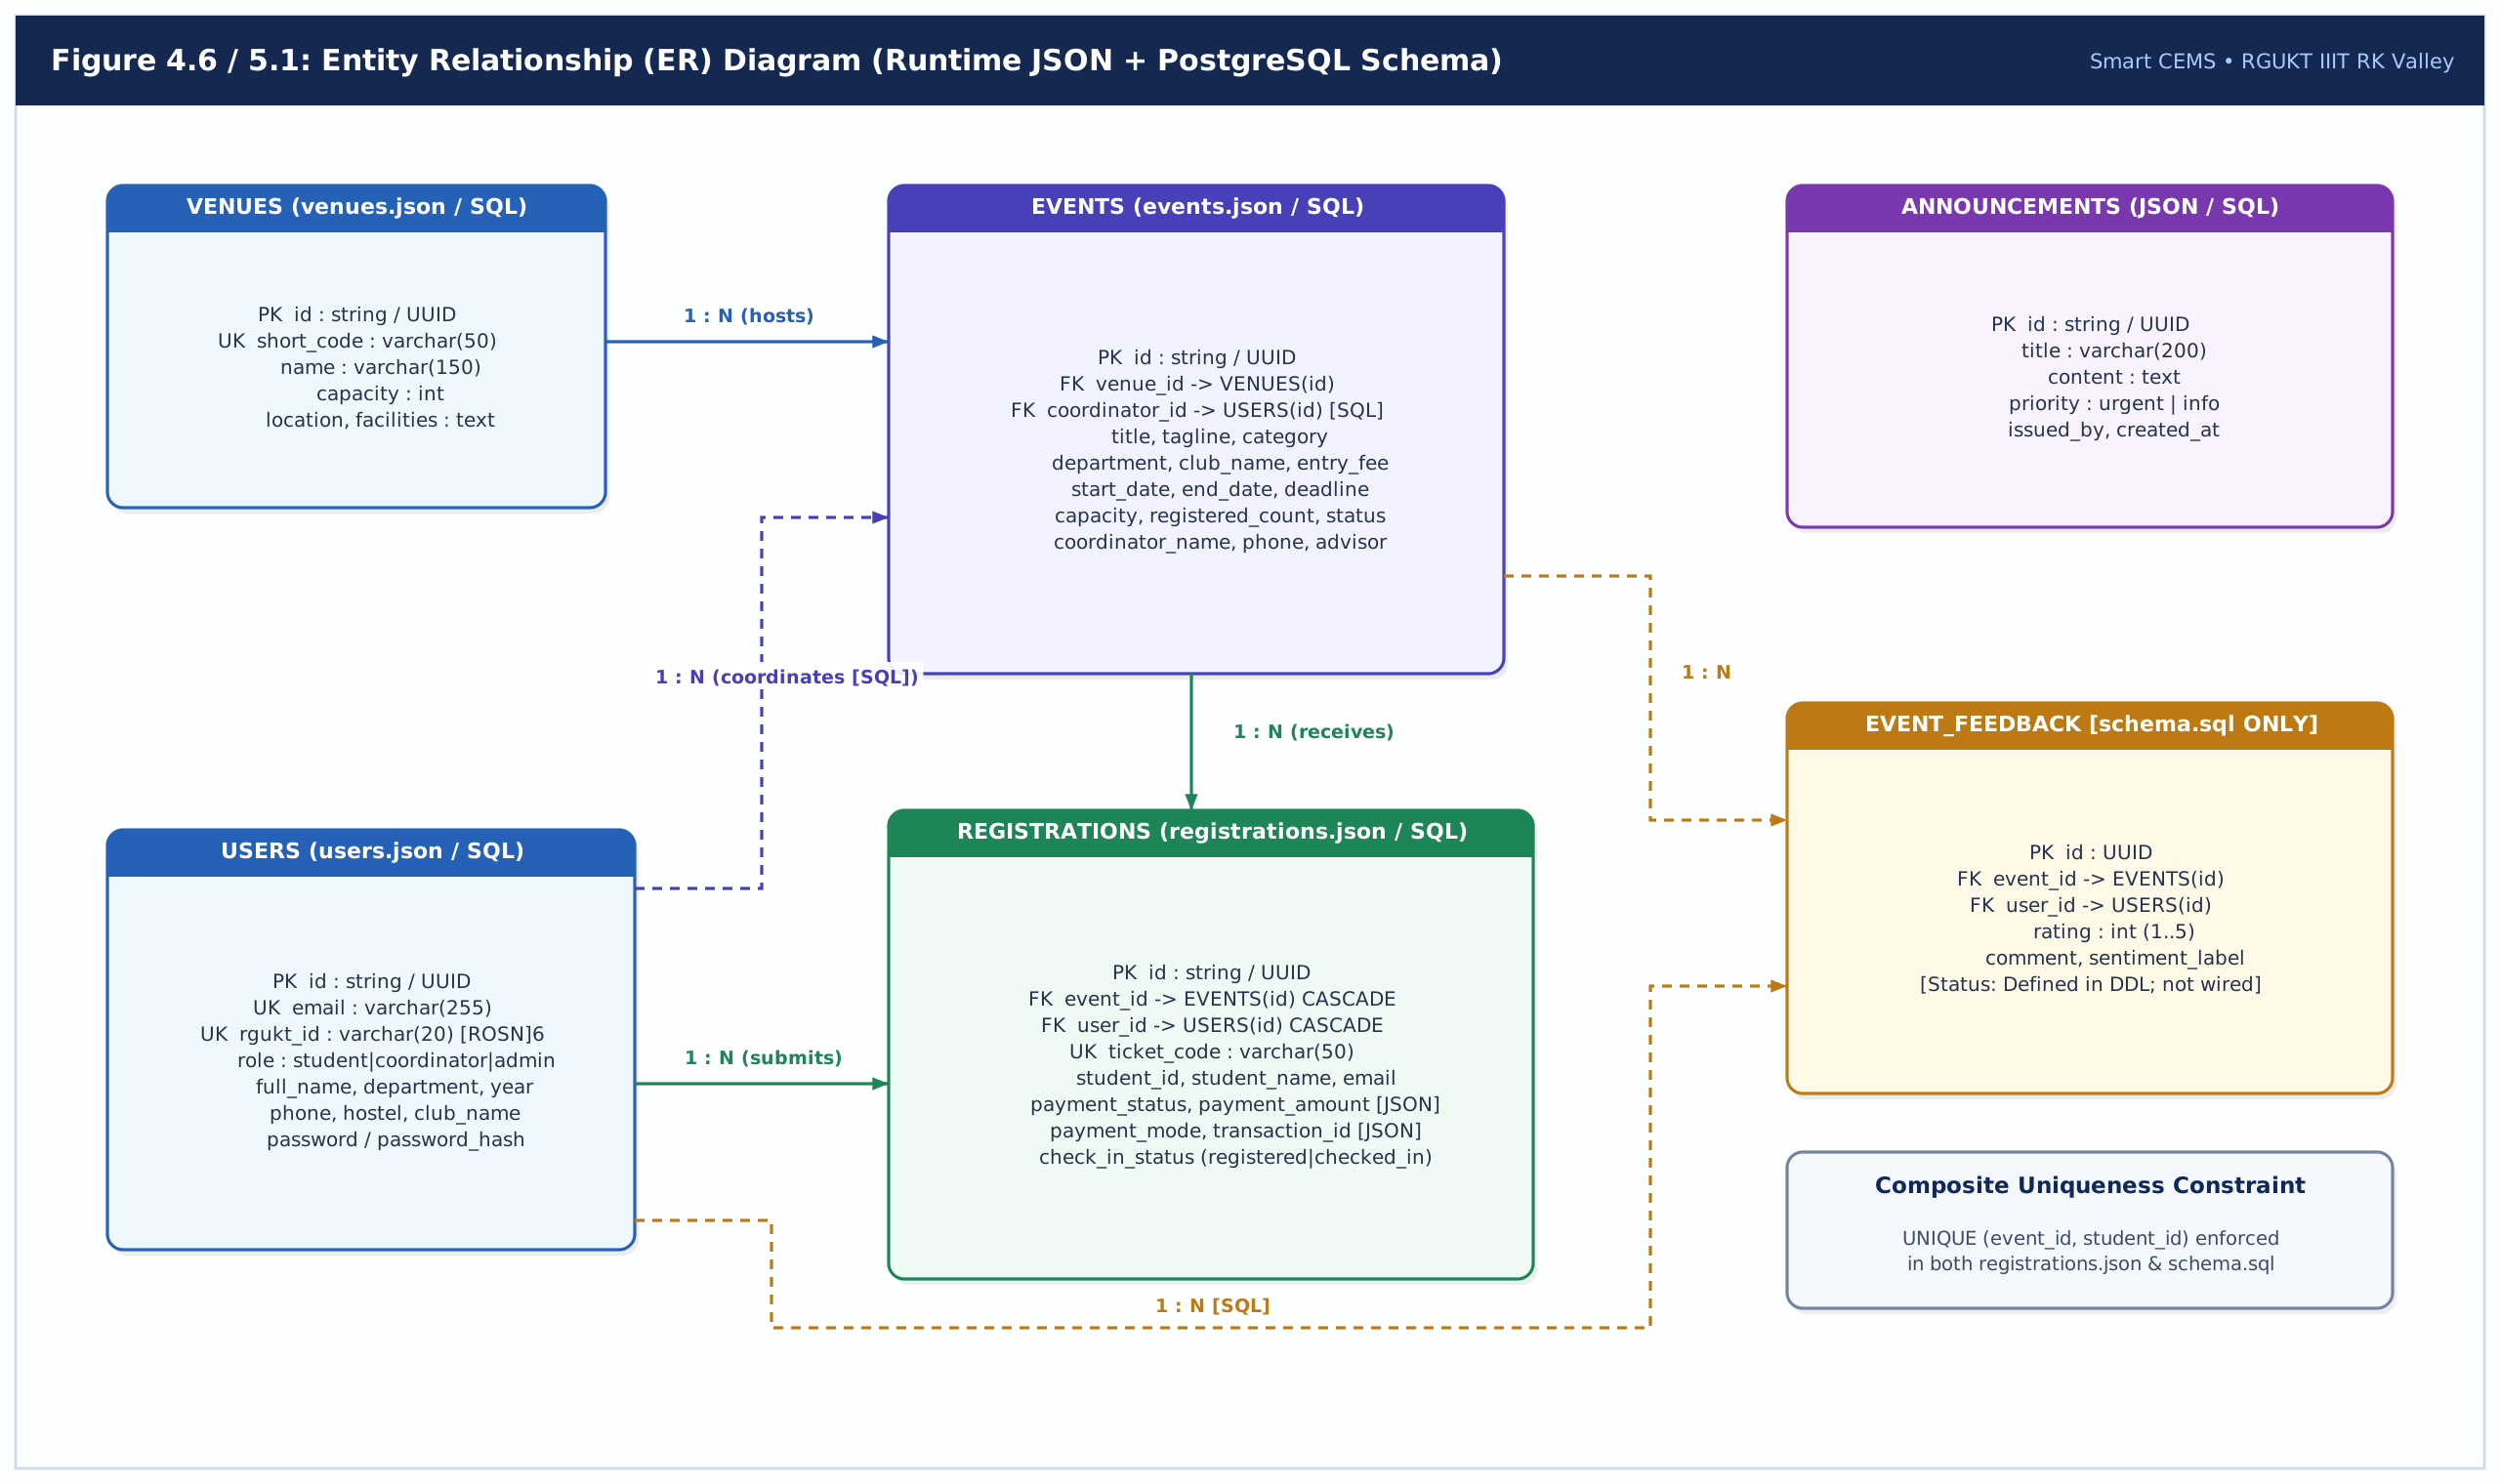 Figure 4.6 / 5.1: Entity Relationship (ER) Diagram (Runtime JSON + PostgreSQL Schema)
Smart CEMS • RGUKT IIIT RK Valley
VENUES (venues.json / SQL)
PK id : string / UUID
UK short_code : varchar(50)
name : varchar(150)
capacity : int
location, facilities : text
1 : N (hosts)
EVENTS (events.json / SQL)
PK id : string / UUID
FK venue_id -> VENUES(id)
FK coordinator_id -> USERS(id) [SQL]
title, tagline, category
department, club_name, entry_fee
start_date, end_date, deadline
capacity, registered_count, status
coordinator_name, phone, advisor
ANNOUNCEMENTS (JSON / SQL)
PK id : string / UUID
title : varchar(200)
content : text
priority : urgent | info
issued_by, created_at
1 : N (coordinates [SQL])
1 : N
1 : N (receives)
USERS (users.json / SQL)
PK id : string / UUID
UK email : varchar(255)
UK rgukt_id : varchar(20) [ROSN]6
role : student|coordinator|admin
full_name, department, year
phone, hostel, club_name
password / password_hash
1 : N (submits)
REGISTRATIONS (registrations.json / SQL)
PK id : string / UUID
FK event_id -> EVENTS(id) CASCADE
FK user_id -> USERS(id) CASCADE
UK ticket_code : varchar(50)
student_id, student_name, email
payment_status, payment_amount [JSON]
payment_mode, transaction_id [JSON]
check_in_status (registered|checked_in)
EVENT_FEEDBACK [schema.sql ONLY]
PK id : UUID
FK event_id -> EVENTS(id)
FK user_id -> USERS(id)
rating : int (1..5)
comment, sentiment_label
[Status: Defined in DDL; not wired]
1 : N [SQL]
Composite Uniqueness Constraint
UNIQUE (event_id, student_id) enforced
in both registrations.json & schema.sql